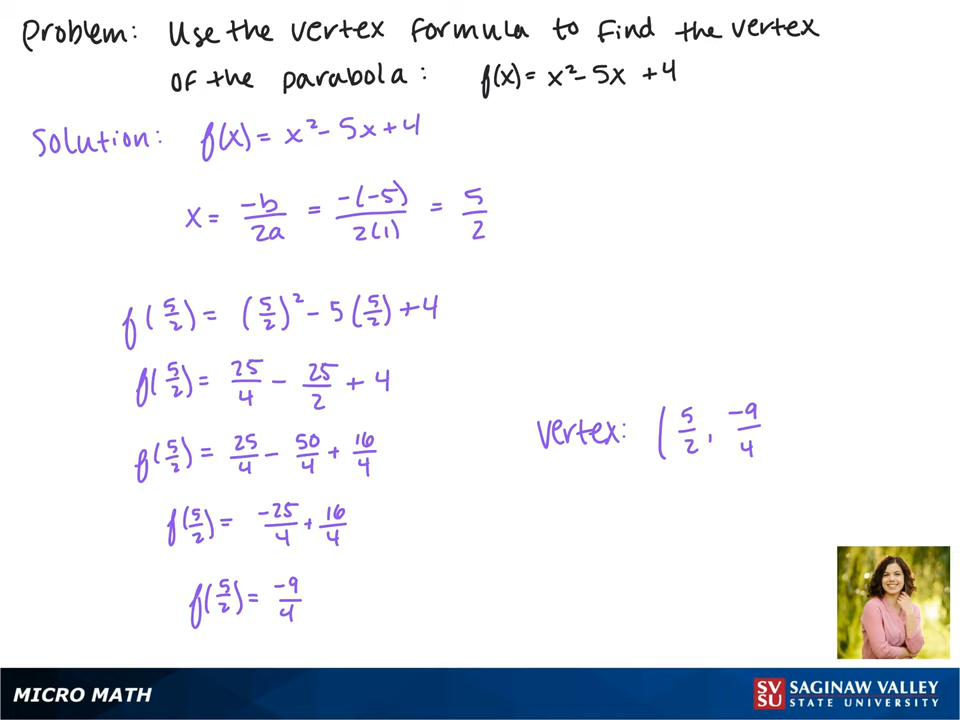 Problem: Use the vertex formula to find the vertex
of the parabola: f(x) = x² - 5x + 4
Solution: f(x) = x² - 5x + 4
x = -b/2a = -(-5)/2(1) = 5/2
f(5/2) = (5/2)² - 5(5/2) + 4
f(5/2) = 25/4 - 25/2 + 4
f(5/2) = 25/4 - 50/4 + 16/4
f(5/2) = -25/4 + 16/4
f(5/2) = -9/4
Vertex: (5/2, -9/4
MICRO MATH
SV
SU
SAGINAW VALLEY
STATE UNIVERSITY